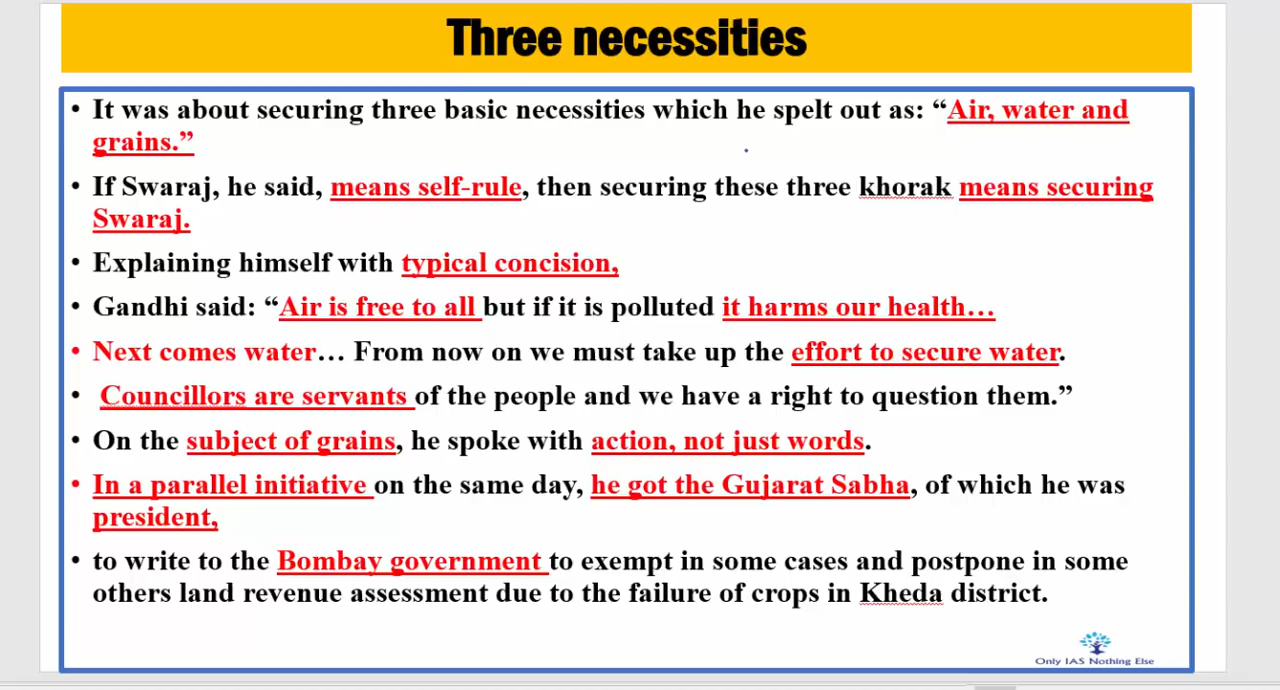 Three necessities
• It was about securing three basic necessities which he spelt out as: “Air, water and
grains.”
• If Swaraj, he said, means self-rule, then securing these three khorak means securing
Swaraj.
• Explaining himself with typical concision,
• Gandhi said: “Air is free to all but if it is polluted it harms our health…
• Next comes water… From now on we must take up the effort to secure water.
• Councillors are servants of the people and we have a right to question them.”
• On the subject of grains, he spoke with action, not just words.
• In a parallel initiative on the same day, he got the Gujarat Sabha, of which he was
president,
• to write to the Bombay government to exempt in some cases and postpone in some
others land revenue assessment due to the failure of crops in Kheda district.
Only IAS Nothing Else